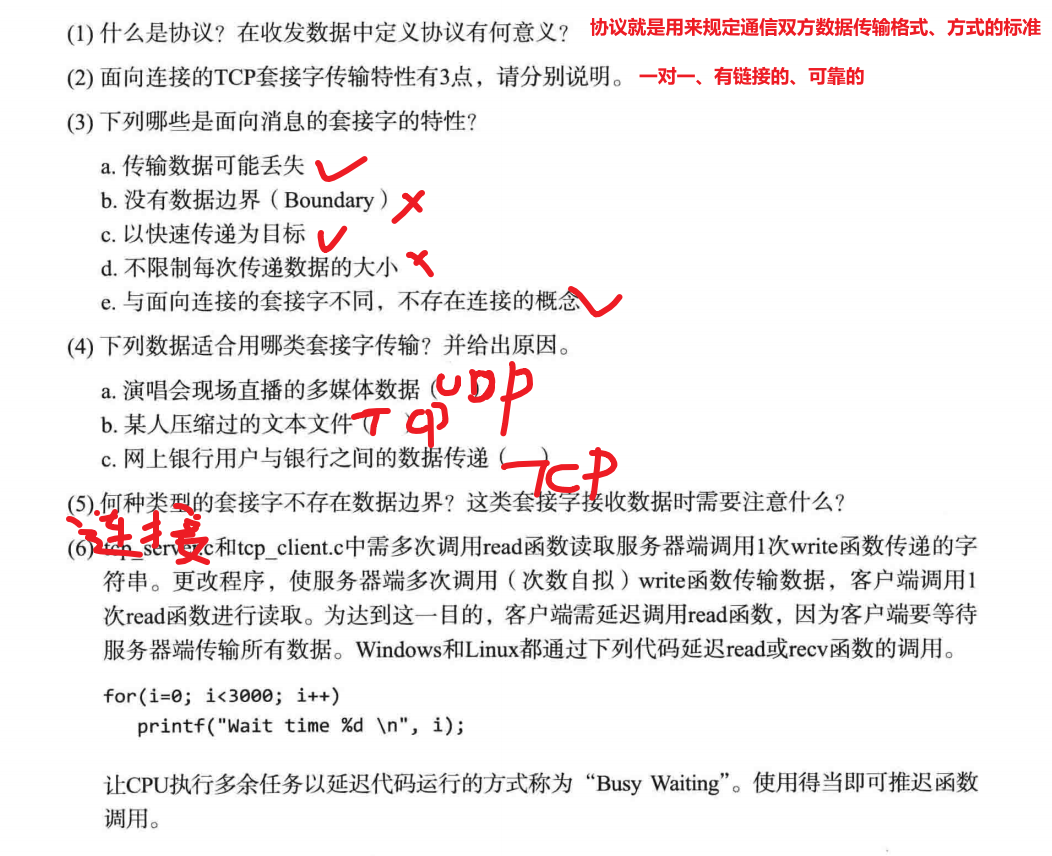 (1) 什么是协议？在收发数据中定义协议有何意义？ 协议就是用来规定通信双方数据传输格式、方式的标准
(2) 面向连接的TCP套接字传输特性有3点，请分别说明。 一对一、有链接的、可靠的
(3) 下列哪些是面向消息的套接字的特性？
a. 传输数据可能丢失 ✓
b. 没有数据边界（Boundary） ✗
c. 以快速传递为目标 ✓
d. 不限制每次传递数据的大小 ✗
e. 与面向连接的套接字不同，不存在连接的概念 ✓
(4) 下列数据适合用哪类套接字传输？并给出原因。
a. 演唱会现场直播的多媒体数据（UDP）
b. 某人压缩过的文本文件（TCP）
c. 网上银行用户与银行之间的数据传递（TCP）
(5) 何种类型的套接字不存在数据边界？这类套接字接收数据时需要注意什么？
连接
(6) tcp_server.c和tcp_client.c中需多次调用read函数读取服务器端调用1次write函数传递的字
符串。更改程序，使服务器端多次调用（次数自拟）write函数传输数据，客户端调用1
次read函数进行读取。为达到这一目的，客户端需延迟调用read函数，因为客户端要等待
服务器端传输所有数据。Windows和Linux都通过下列代码延迟read或recv函数的调用。
for(i=0; i<3000; i++)
printf("Wait time %d \n", i);
让CPU执行多余任务以延迟代码运行的方式称为“Busy Waiting”。使用得当即可推迟函数
调用。